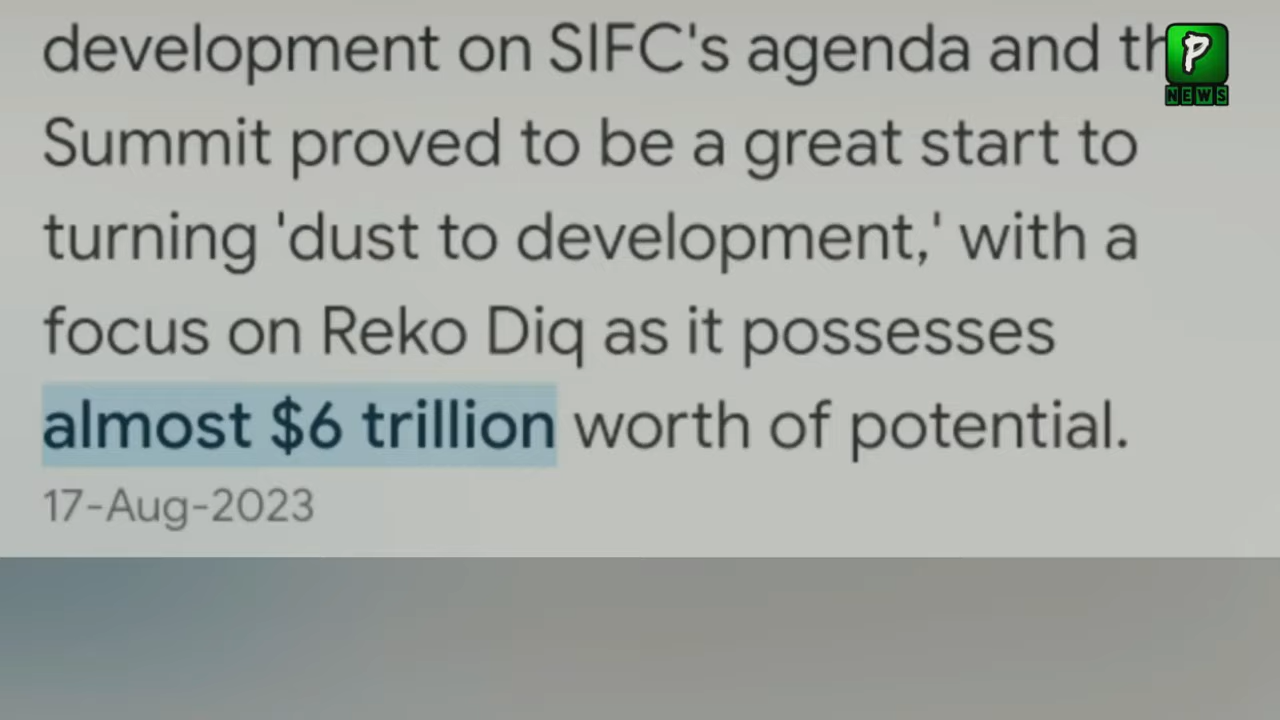 development on SIFC's agenda and th
Summit proved to be a great start to
turning 'dust to development,' with a
focus on Reko Diq as it possesses
almost $6 trillion worth of potential.
17-Aug-2023
P
NEWS